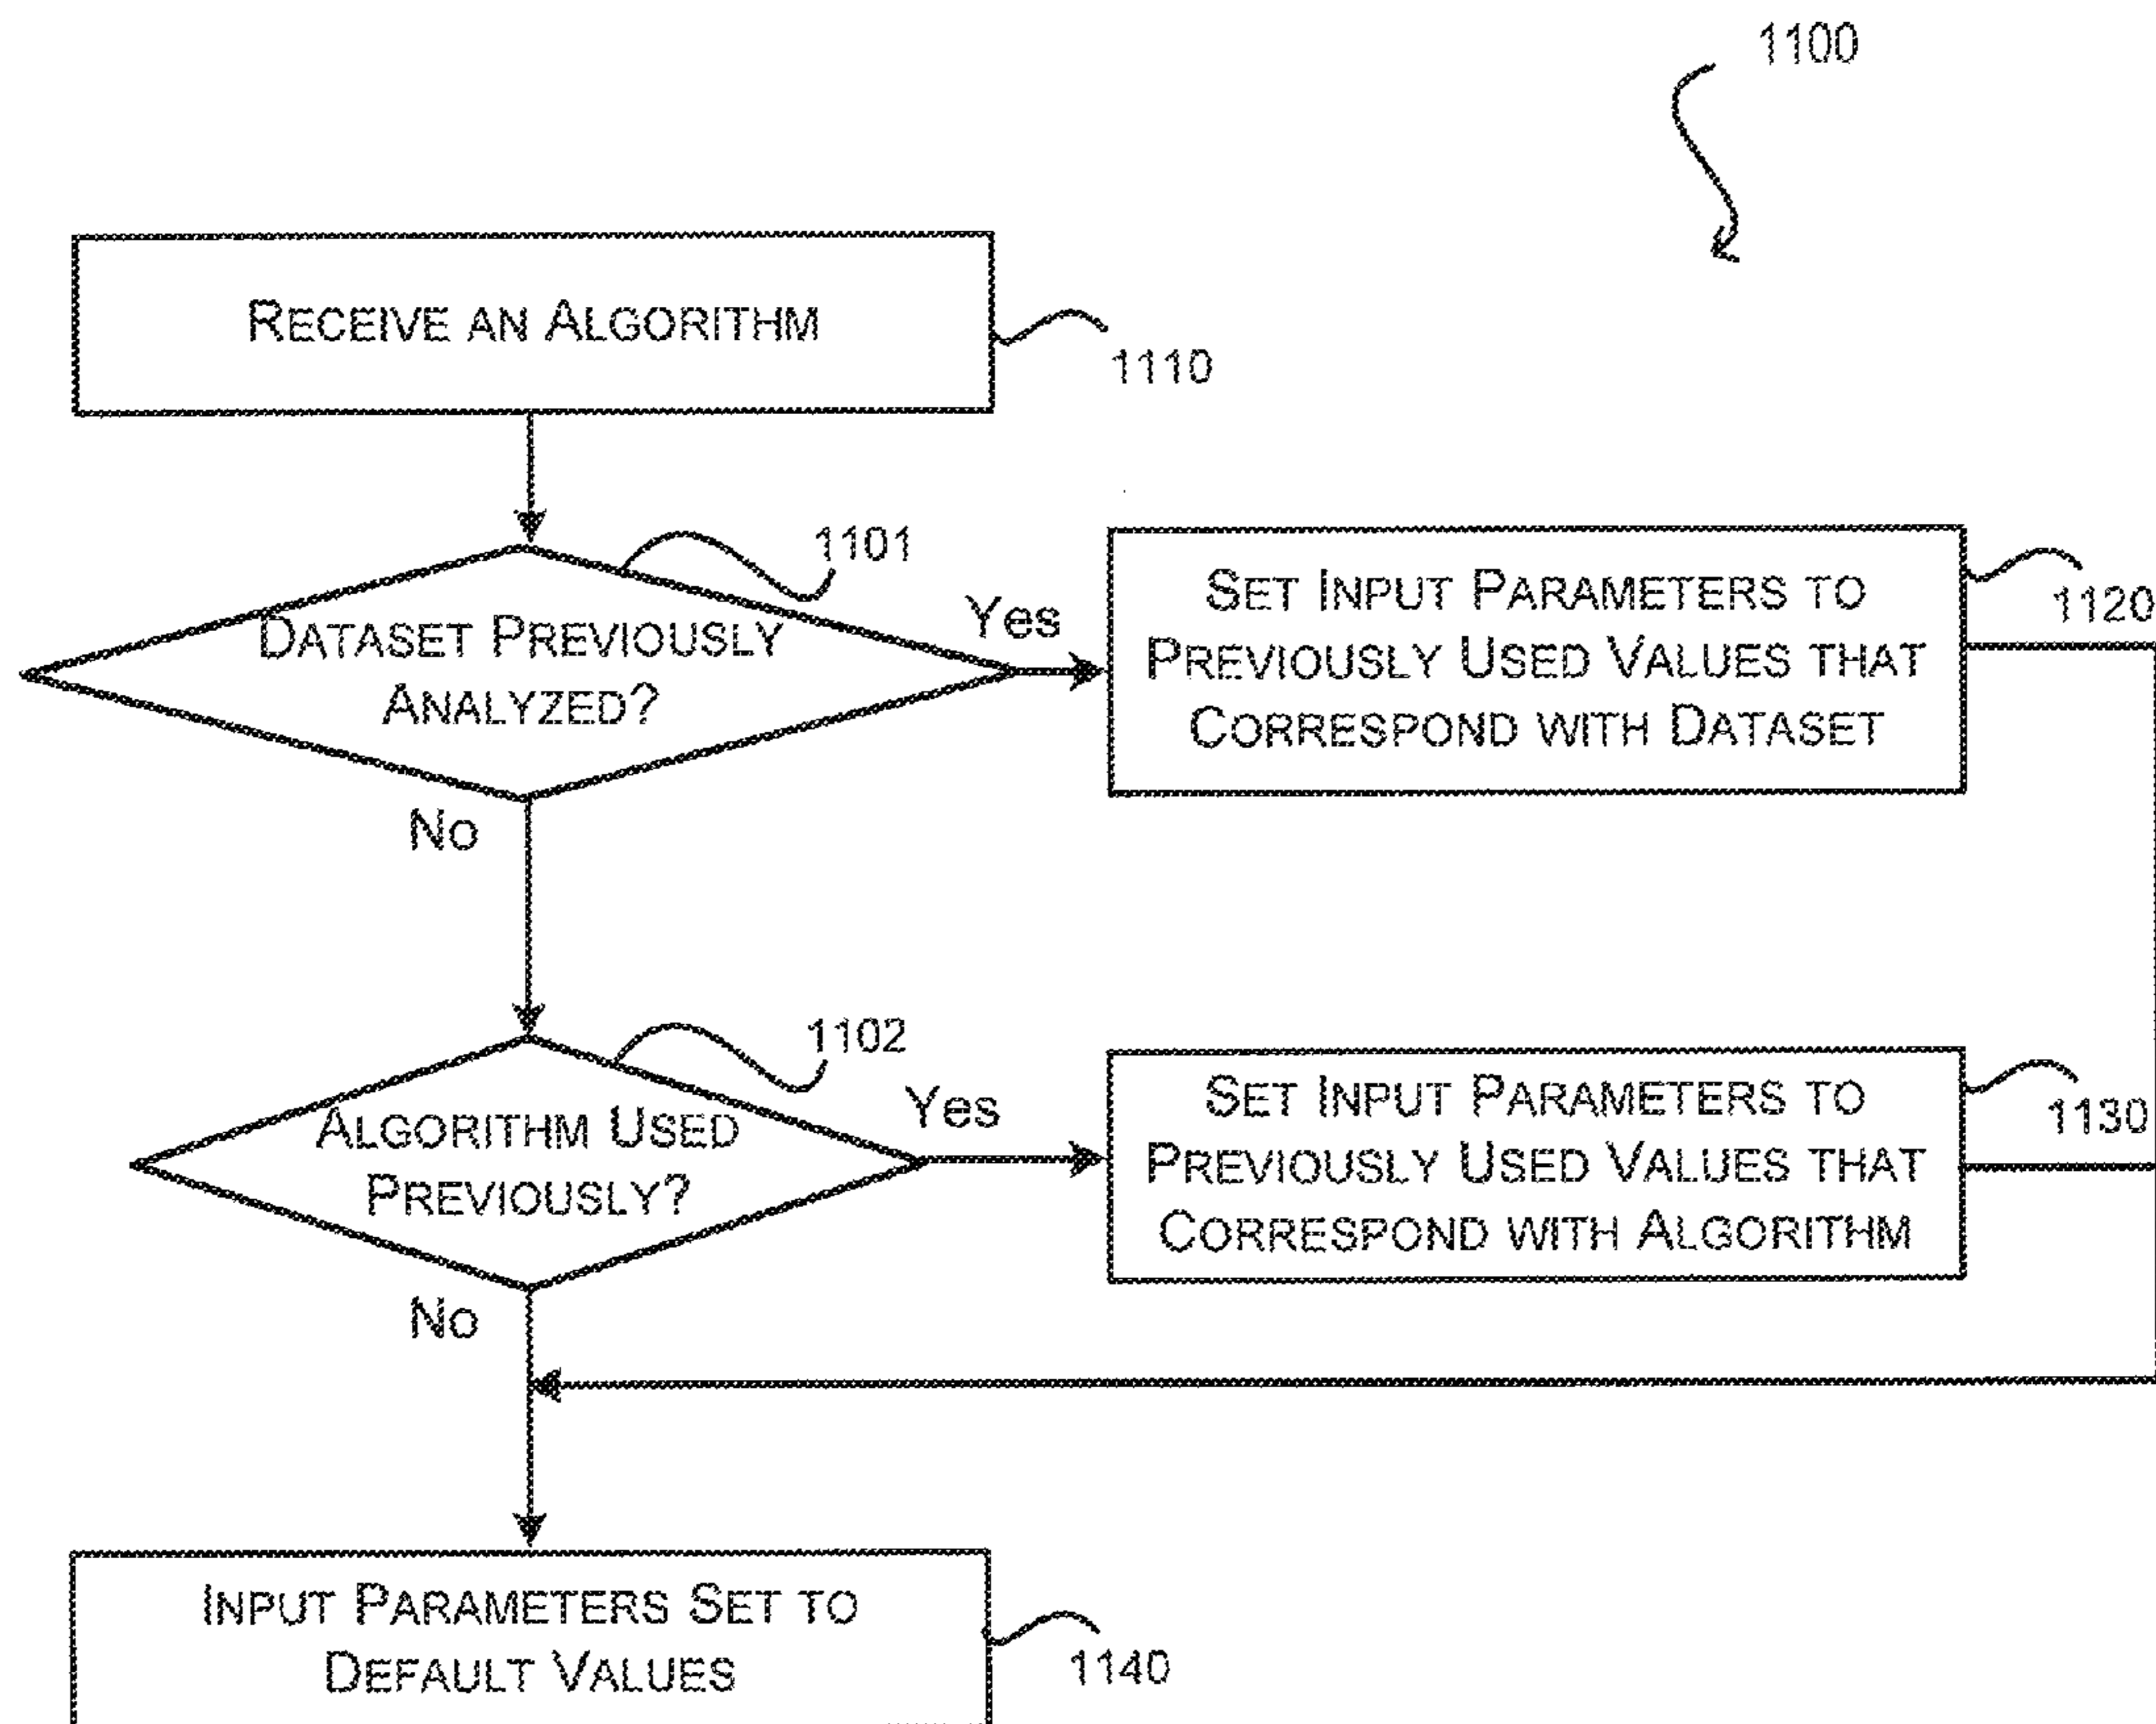 1100
RECEIVE AN ALGORITHM
1110
1101
DATASET PREVIOUSLY
ANALYZED?
Yes
SET INPUT PARAMETERS TO
PREVIOUSLY USED VALUES THAT
CORRESPOND WITH DATASET
1120
No
1102
ALGORITHM USED
PREVIOUSLY?
Yes
SET INPUT PARAMETERS TO
PREVIOUSLY USED VALUES THAT
CORRESPOND WITH ALGORITHM
1130
No
INPUT PARAMETERS SET TO
DEFAULT VALUES
1140